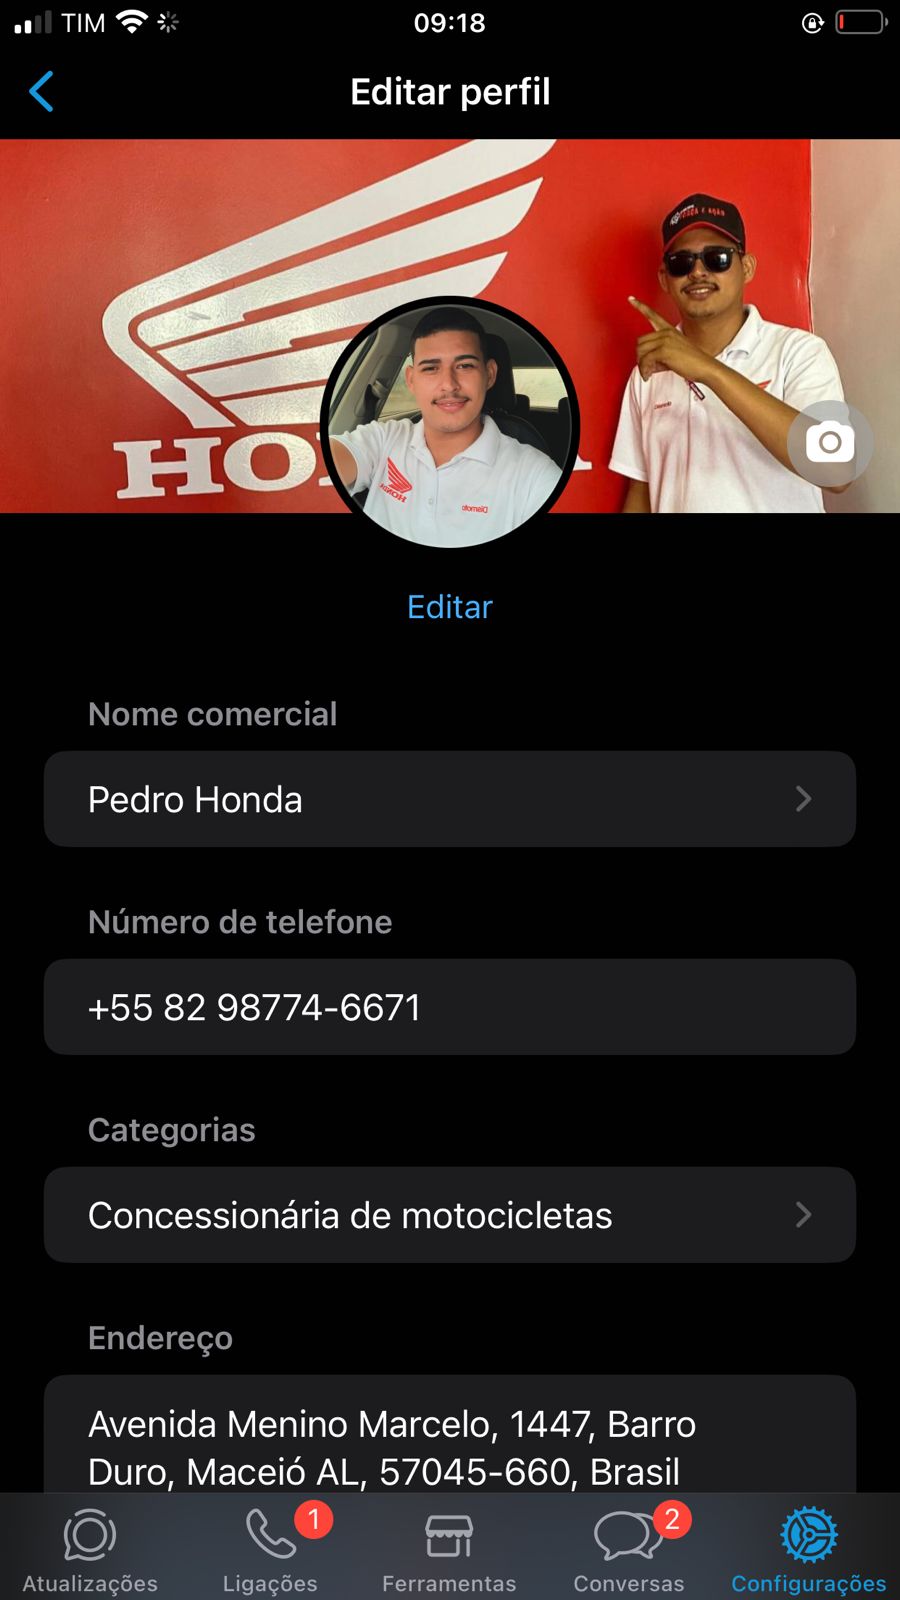 TIM
09:18
Editar perfil
HO
HONDA
Dismoto
Editar
Nome comercial
Pedro Honda
Número de telefone
+55 82 98774-6671
Categorias
Concessionária de motocicletas
Endereço
Avenida Menino Marcelo, 1447, Barro
Duro, Maceió AL, 57045-660, Brasil
1
2
Atualizações
Ligações
Ferramentas
Conversas
Configurações